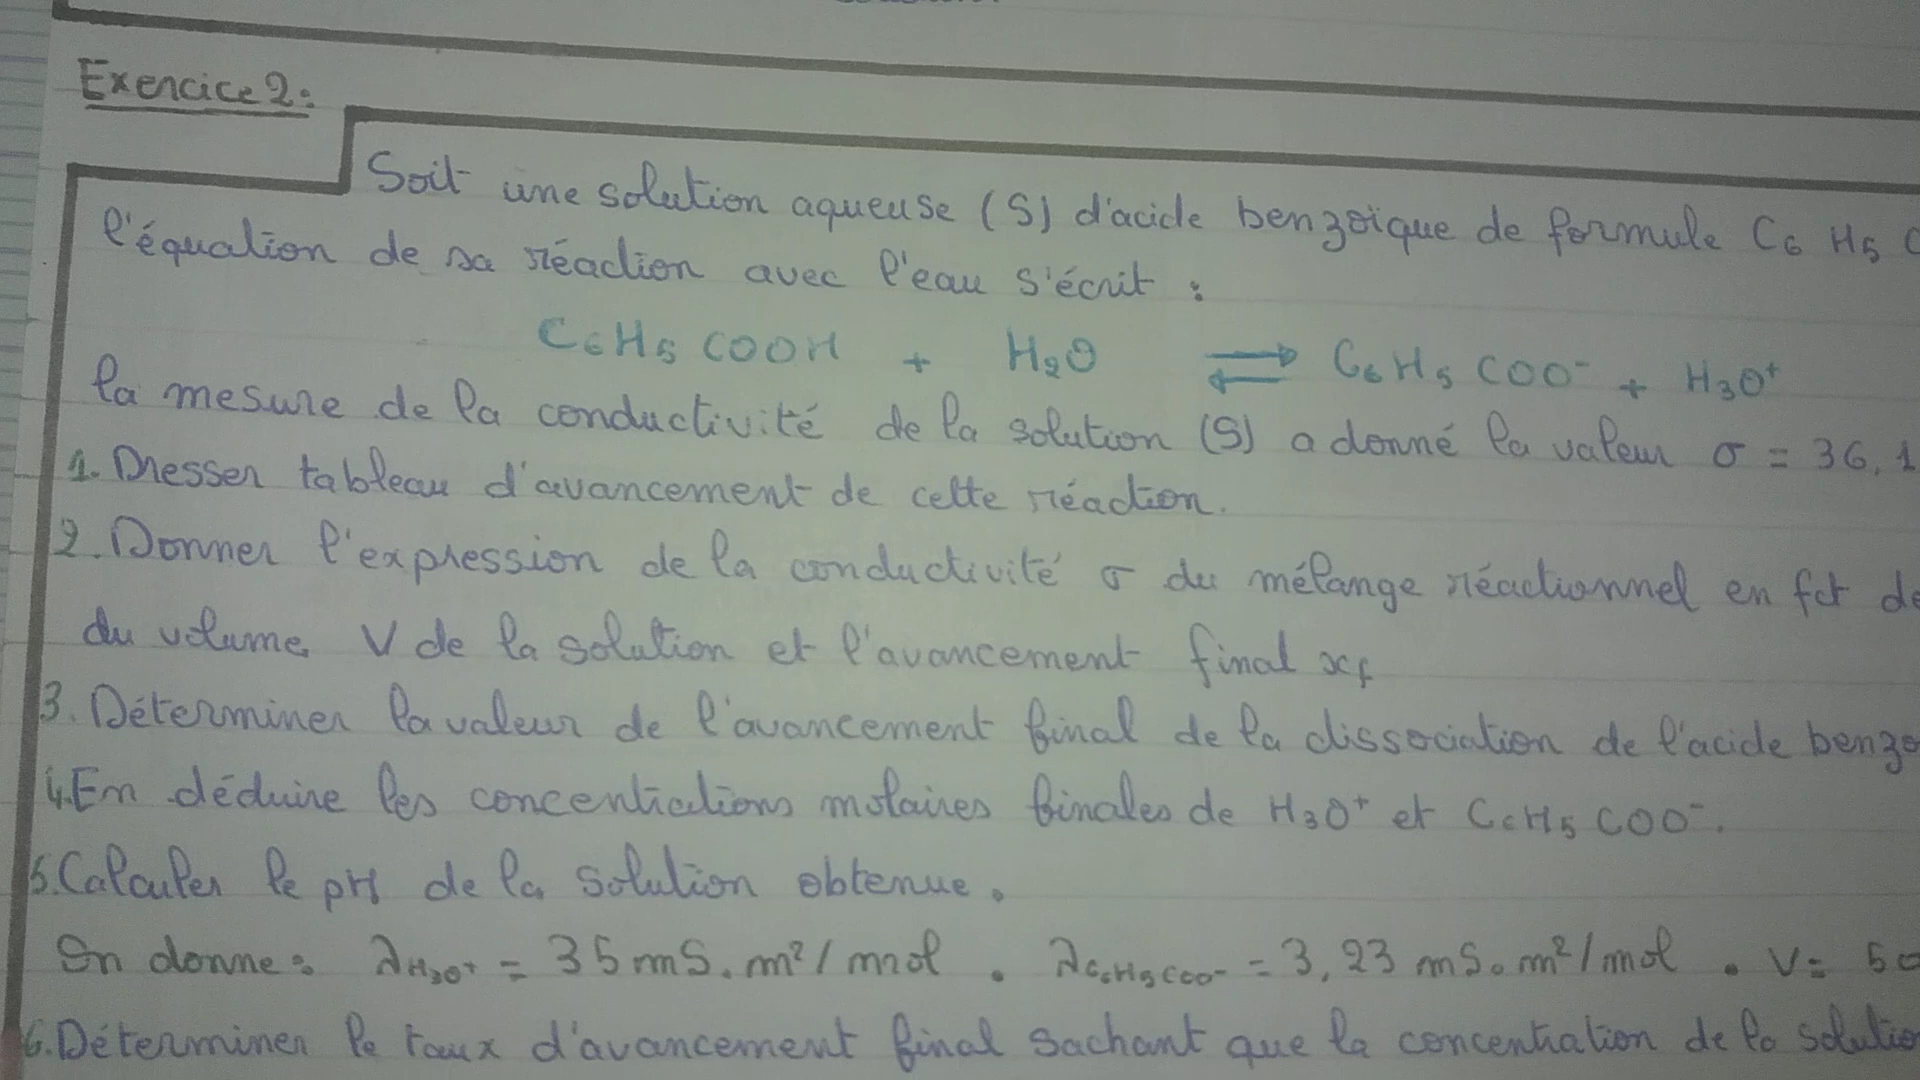 Exercice 2:
Soit une solution aqueuse (S) d'acide benzoïque de formule C6 H5
l'équation de sa réaction avec l'eau s'écrit :
C6H5 COOH + H2O ⇌ C6H5 COO- + H3O+
la mesure de la conductivité de la solution (S) a donné la valeur σ = 36,1
1. Dresser tableau d'avancement de cette réaction.
2. Donner l'expression de la conductivité σ du mélange réactionnel en fct de
du volume V de la solution et l'avancement final xf
3. Déterminer la valeur de l'avancement final de la dissociation de l'acide benzo
4. En déduire les concentrations molaires finales de H3O+ et C6H5 COO-.
5. Calculer le pH de la solution obtenue.
On donne: λH3O+ = 35 mS.m²/mol . λC6H5COO- = 3,23 mS.m²/mol . V= 50
6. Déterminer le taux d'avancement final sachant que la concentration de la solution